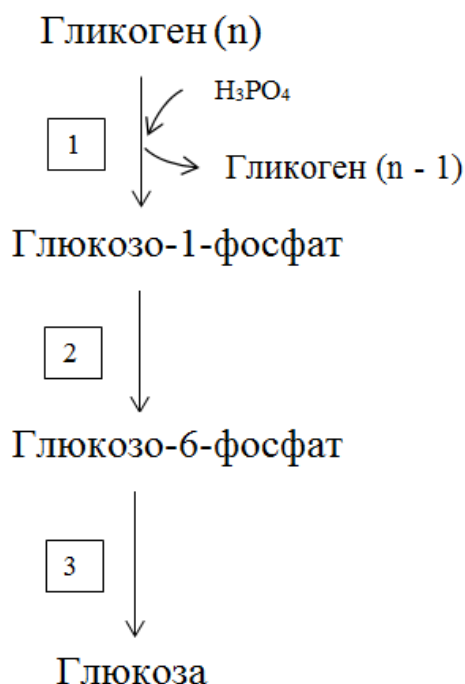 Гликоген (n)
H₃PO₄
1
Гликоген (n - 1)
Глюкозо-1-фосфат
2
Глюкозо-6-фосфат
3
Глюкоза